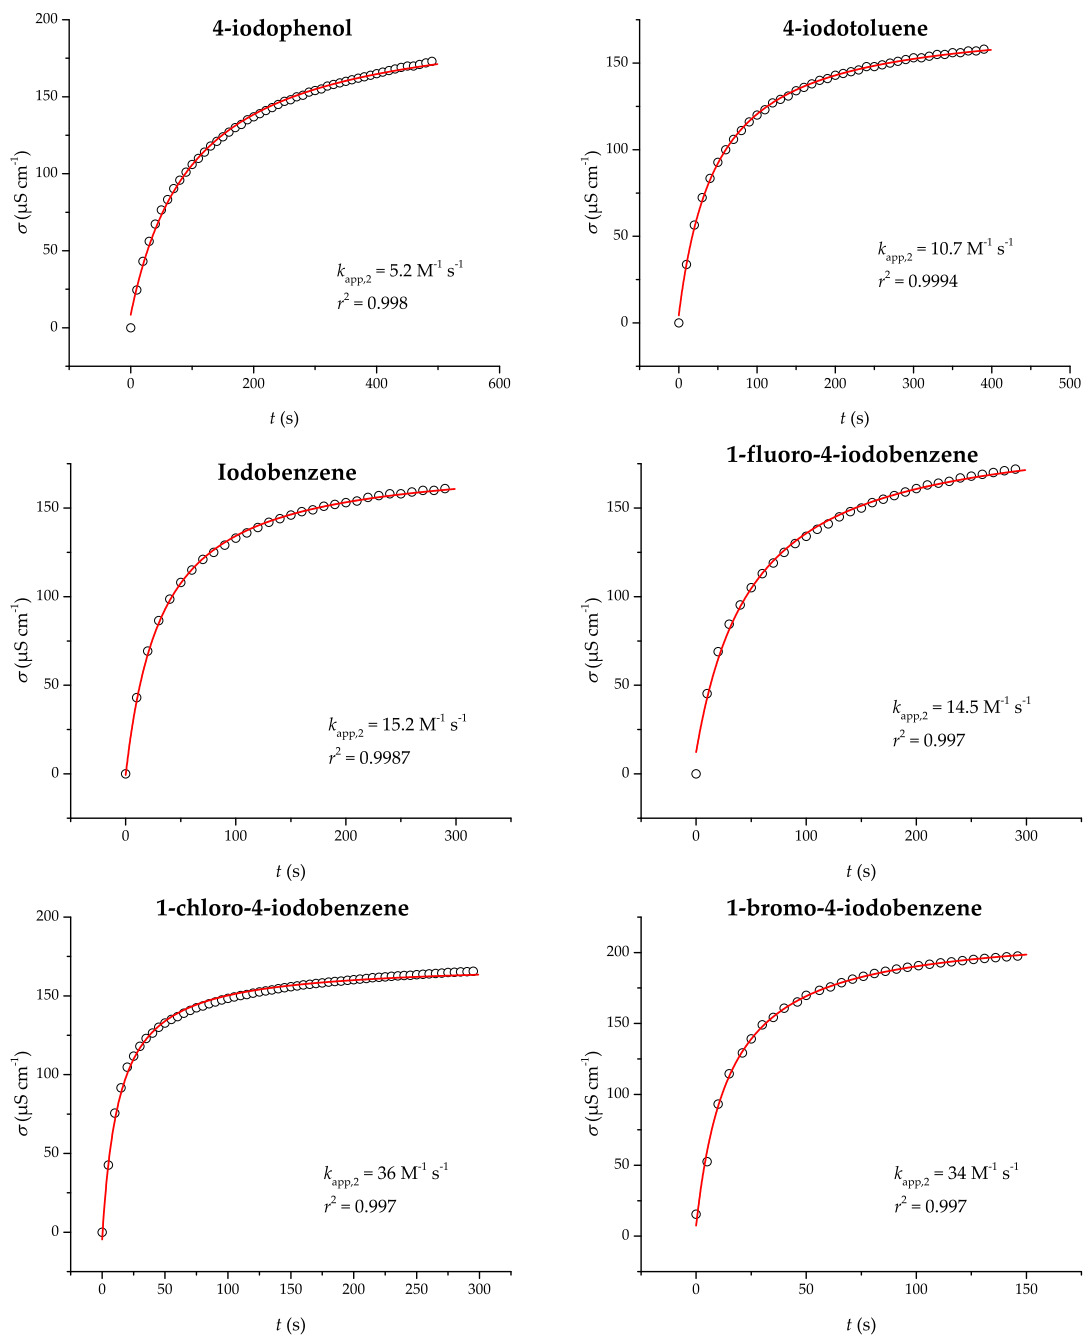 4-iodophenol
200
150
100
50
0
σ (μS cm⁻¹)
k_app,2 = 5.2 M⁻¹ s⁻¹
r² = 0.998
0 200 400 600
t (s)
4-iodotoluene
150
100
50
0
σ (μS cm⁻¹)
k_app,2 = 10.7 M⁻¹ s⁻¹
r² = 0.9994
0 100 200 300 400 500
t (s)
Iodobenzene
150
100
50
0
σ (μS cm⁻¹)
k_app,2 = 15.2 M⁻¹ s⁻¹
r² = 0.9987
0 100 200 300
t (s)
1-fluoro-4-iodobenzene
150
100
50
0
σ (μS cm⁻¹)
k_app,2 = 14.5 M⁻¹ s⁻¹
r² = 0.997
0 100 200 300
t (s)
1-chloro-4-iodobenzene
200
150
100
50
0
σ (μS cm⁻¹)
k_app,2 = 36 M⁻¹ s⁻¹
r² = 0.997
0 50 100 150 200 250 300
t (s)
1-bromo-4-iodobenzene
200
150
100
50
0
σ (μS cm⁻¹)
k_app,2 = 34 M⁻¹ s⁻¹
r² = 0.997
0 50 100 150
t (s)